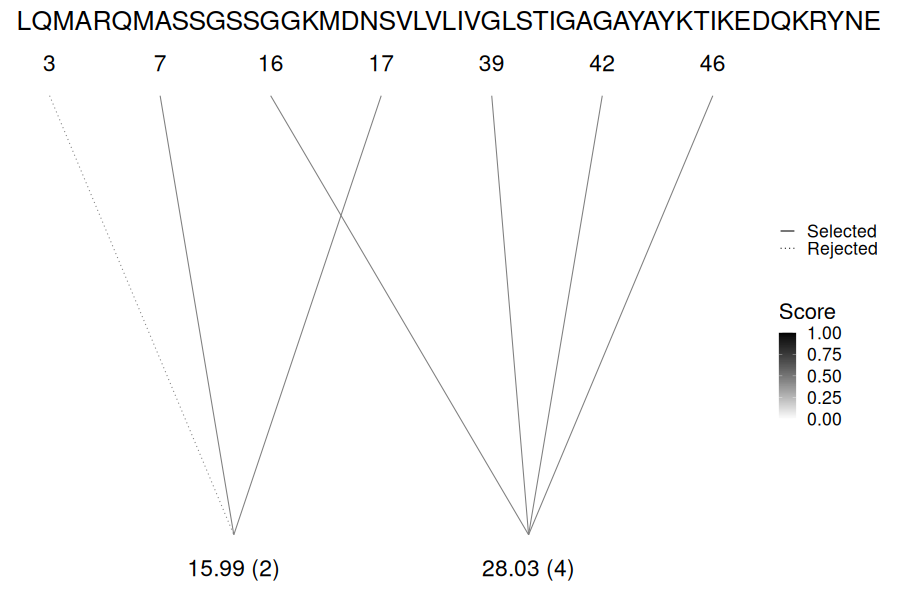 LQMARQMASSGSSGGKMDNSVLVLIVGLSTIGAGAYAYKTIKEDQKRYNE
3 7 16 17 39 42 46
Selected
Rejected
Score
1.00
0.75
0.50
0.25
0.00
15.99 (2) 28.03 (4)